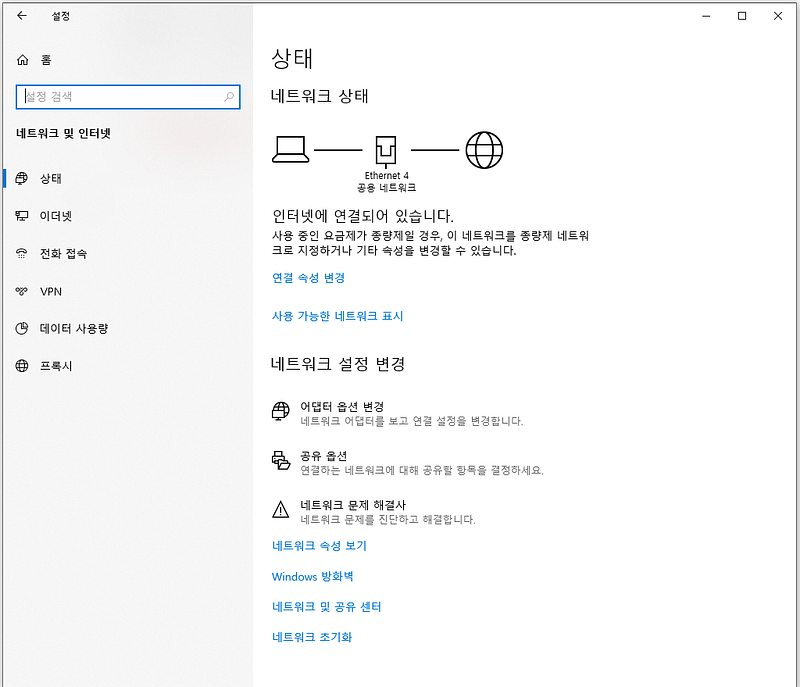 설정
홈
설정 검색
네트워크 및 인터넷
상태
이더넷
전화 접속
VPN
데이터 사용량
프록시
상태
네트워크 상태
Ethernet 4
공용 네트워크
인터넷에 연결되어 있습니다.
사용 중인 요금제가 종량제일 경우, 이 네트워크를 종량제 네트워
크로 지정하거나 기타 속성을 변경할 수 있습니다.
연결 속성 변경
사용 가능한 네트워크 표시
네트워크 설정 변경
어댑터 옵션 변경
네트워크 어댑터를 보고 연결 설정을 변경합니다.
공유 옵션
연결하는 네트워크에 대해 공유할 항목을 결정하세요.
네트워크 문제 해결사
네트워크 문제를 진단하고 해결합니다.
네트워크 속성 보기
Windows 방화벽
네트워크 및 공유 센터
네트워크 초기화